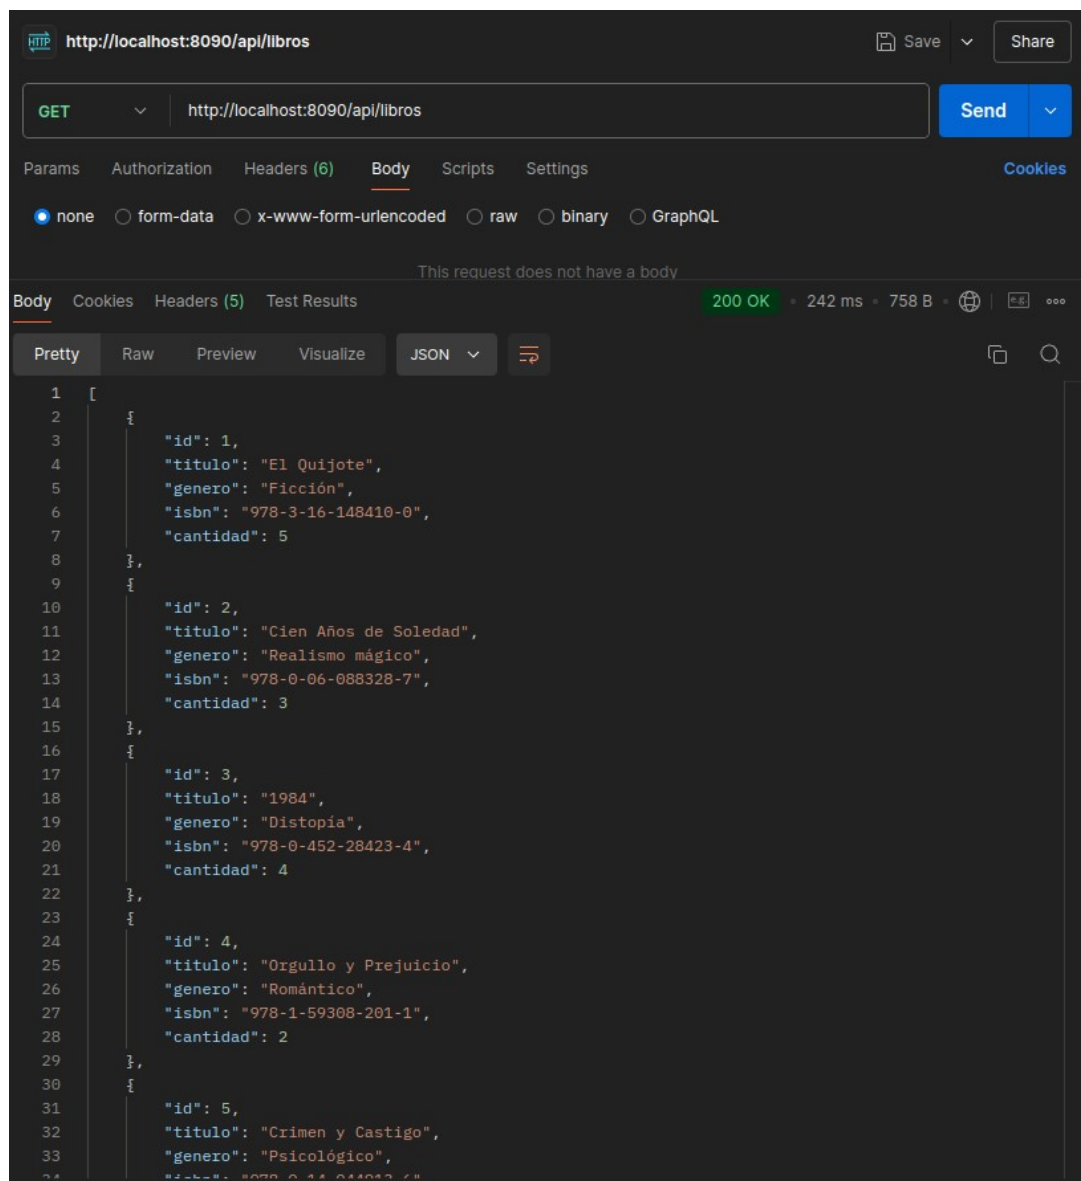 HTTP http://localhost:8090/api/libros Save Share
GET http://localhost:8090/api/libros Send
Params Authorization Headers (6) Body Scripts Settings Cookies
none form-data x-www-form-urlencoded raw binary GraphQL
This request does not have a body
Body Cookies Headers (5) Test Results 200 OK • 242 ms • 758 B • e.g. ooo
Pretty Raw Preview Visualize JSON
1 [
2 {
3 "id": 1,
4 "titulo": "El Quijote",
5 "genero": "Ficción",
6 "isbn": "978-3-16-148410-0",
7 "cantidad": 5
8 },
9 {
10 "id": 2,
11 "titulo": "Cien Años de Soledad",
12 "genero": "Realismo mágico",
13 "isbn": "978-0-06-088328-7",
14 "cantidad": 3
15 },
16 {
17 "id": 3,
18 "titulo": "1984",
19 "genero": "Distopía",
20 "isbn": "978-0-452-28423-4",
21 "cantidad": 4
22 },
23 {
24 "id": 4,
25 "titulo": "Orgullo y Prejuicio",
26 "genero": "Romántico",
27 "isbn": "978-1-59308-201-1",
28 "cantidad": 2
29 },
30 {
31 "id": 5,
32 "titulo": "Crimen y Castigo",
33 "genero": "Psicológico",
34 "isbn":